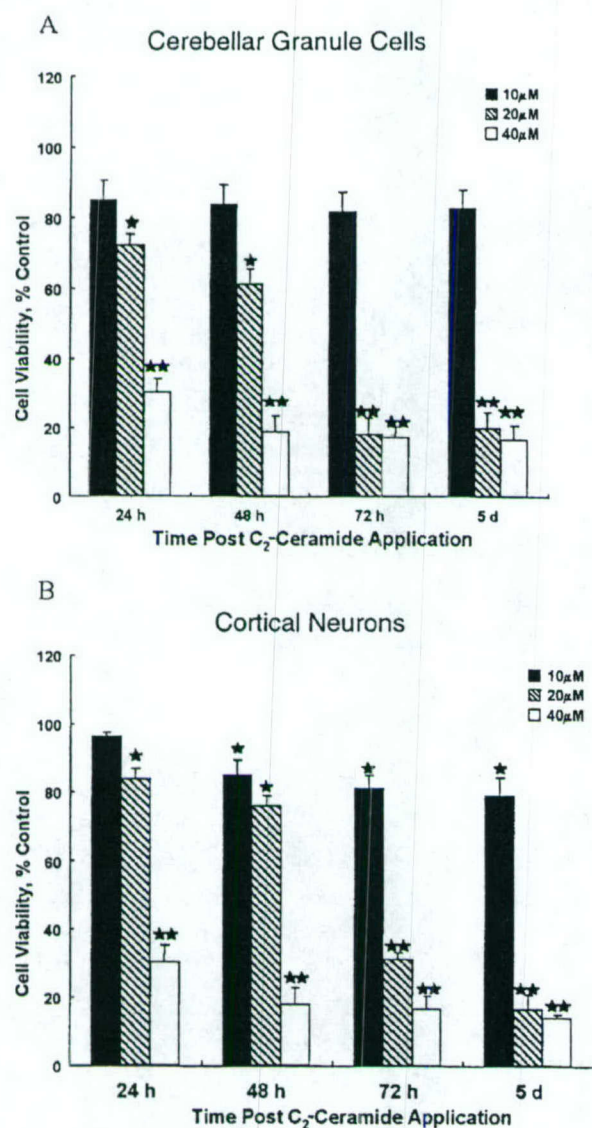 A
Cerebellar Granule Cells
10µM
20µM
40µM
120
100
80
60
40
20
0
Cell Viability, % Control
★
★★
★
★★
★★
★★
★★
★★
24 h
48 h
72 h
5 d
Time Post C₂-Ceramide Application
B
Cortical Neurons
10µM
20µM
40µM
120
100
80
60
40
20
0
Cell Viability, % Control
★
★★
★
★
★★
★
★★
★★
★
★★
★★
24 h
48 h
72 h
5 d
Time Post C₂-Ceramide Application